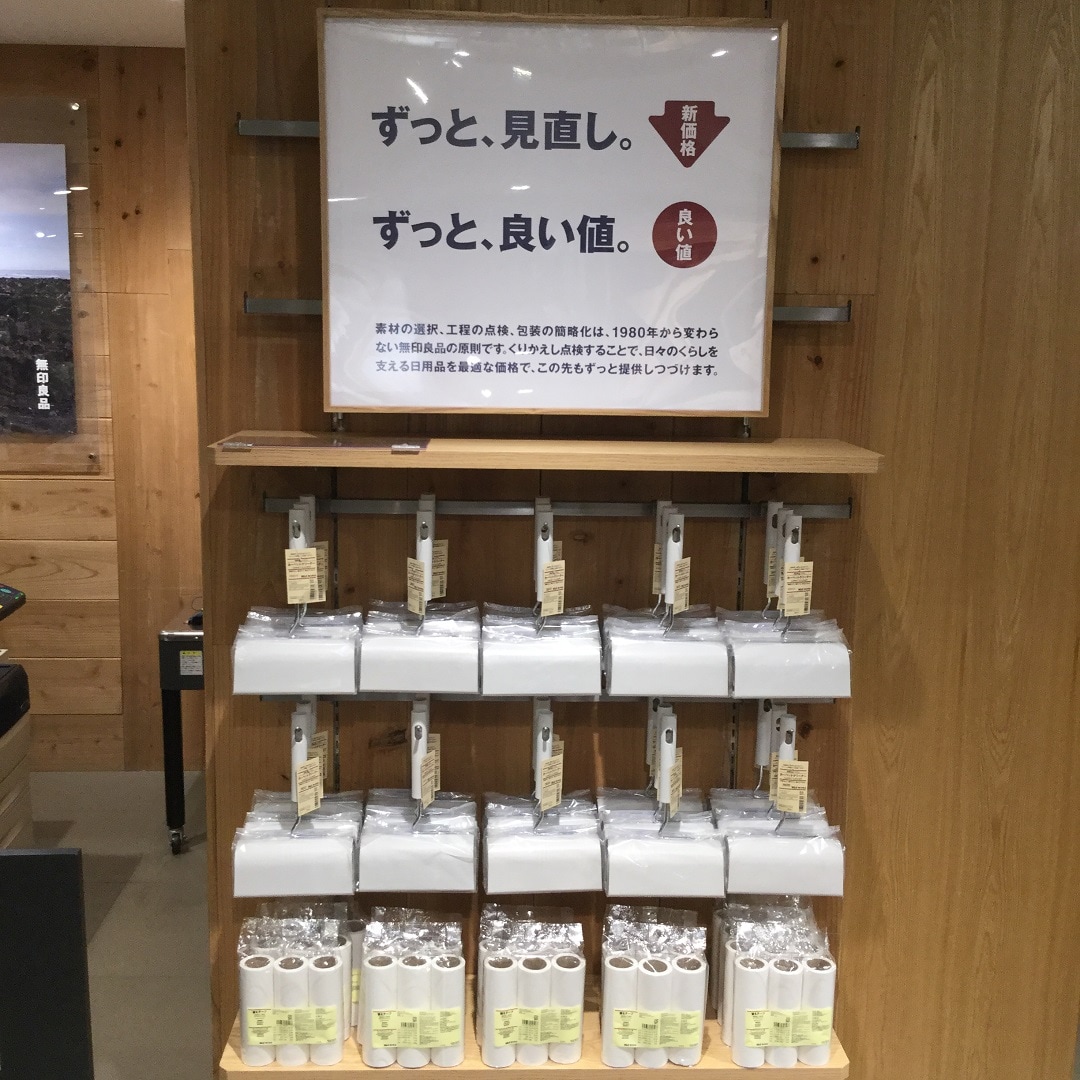 ずっと、見直し。
新価格
ずっと、良い値。
良い値
素材の選択、工程の点検、包装の簡略化は、1980年から変わら
ない無印良品の原則です。くりかえし点検することで、日々のくらしを
支える日用品を最適な価格で、この先もずっと提供しつづけます。
無印良品